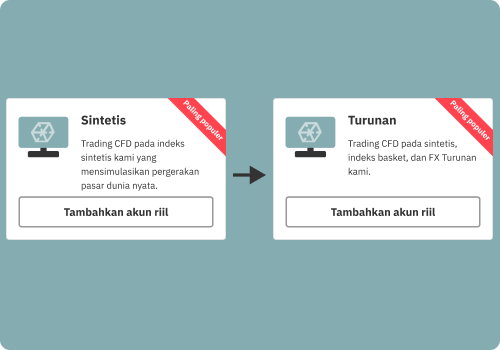 Paling populer
Sintetis
Trading CFD pada indeks
sintetis kami yang
mensimulasikan pergerakan
pasar dunia nyata.
Tambahkan akun riil
Paling populer
Turunan
Trading CFD pada sintetis,
indeks basket, dan FX Turunan
kami.
Tambahkan akun riil